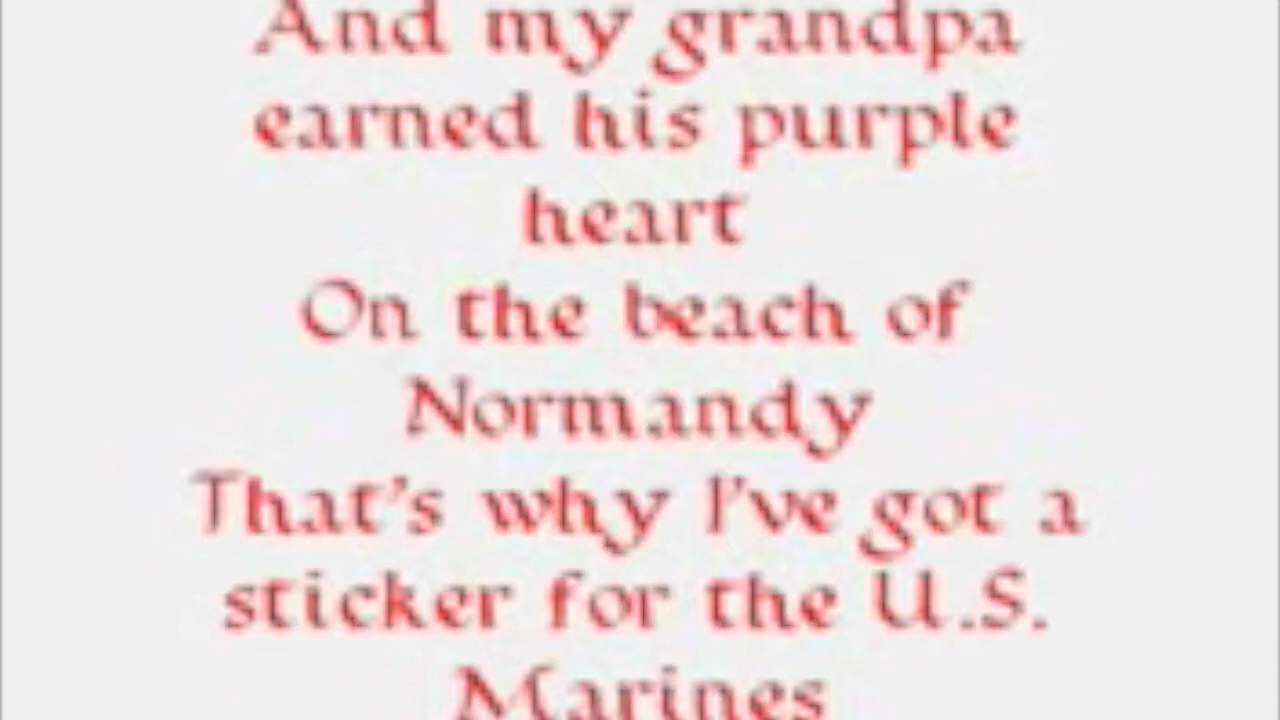 And my grandpa
earned his purple
heart
On the beach of
Normandy
That's why I've got a
sticker for the U.S.
Marines